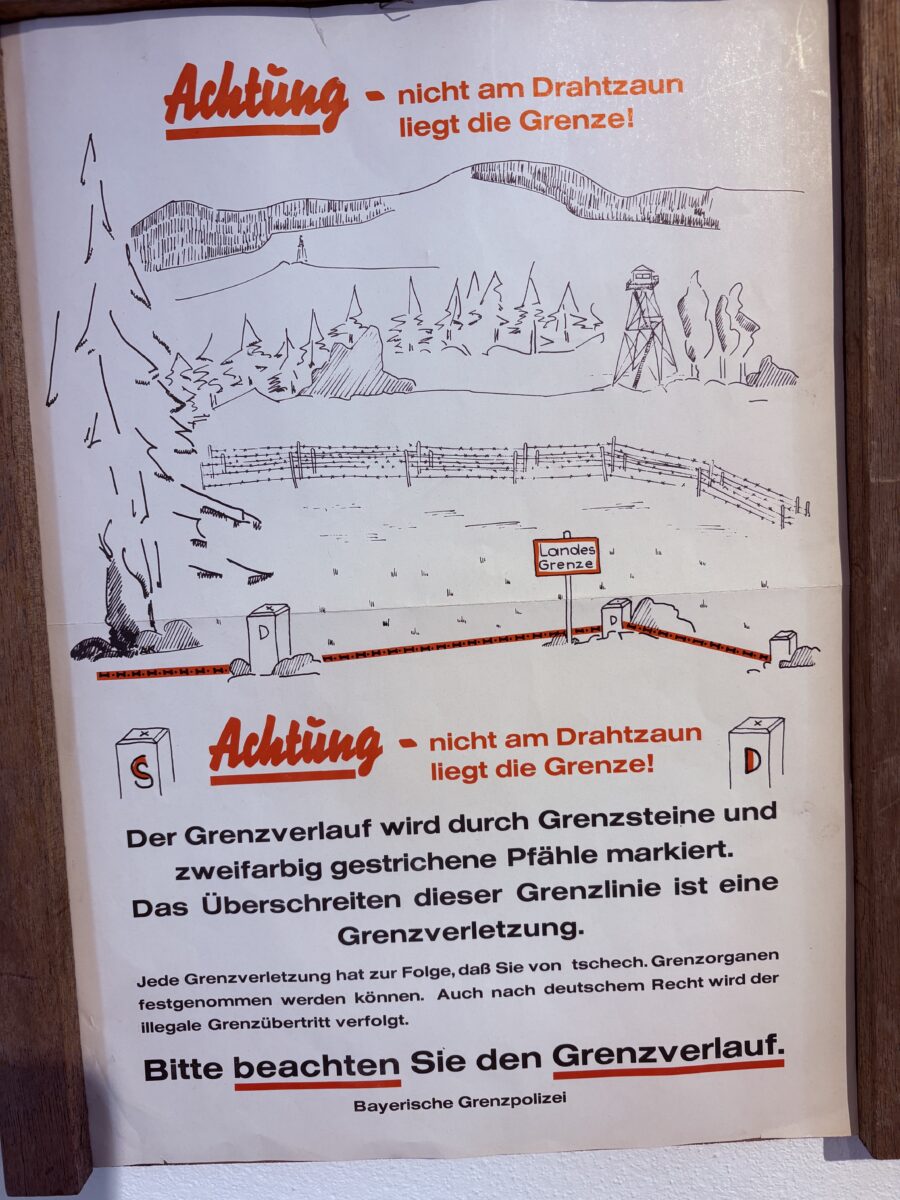 Achtung - nicht am Drahtzaun
liegt die Grenze!
Landes
Grenze
D
D
S
Achtung - nicht am Drahtzaun
liegt die Grenze!
D
Der Grenzverlauf wird durch Grenzsteine und
zweifarbig gestrichene Pfähle markiert.
Das Überschreiten dieser Grenzlinie ist eine
Grenzverletzung.
Jede Grenzverletzung hat zur Folge, daß Sie von tschech. Grenzorganen
festgenommen werden können. Auch nach deutschem Recht wird der
illegale Grenzübertritt verfolgt.
Bitte beachten Sie den Grenzverlauf.
Bayerische Grenzpolizei